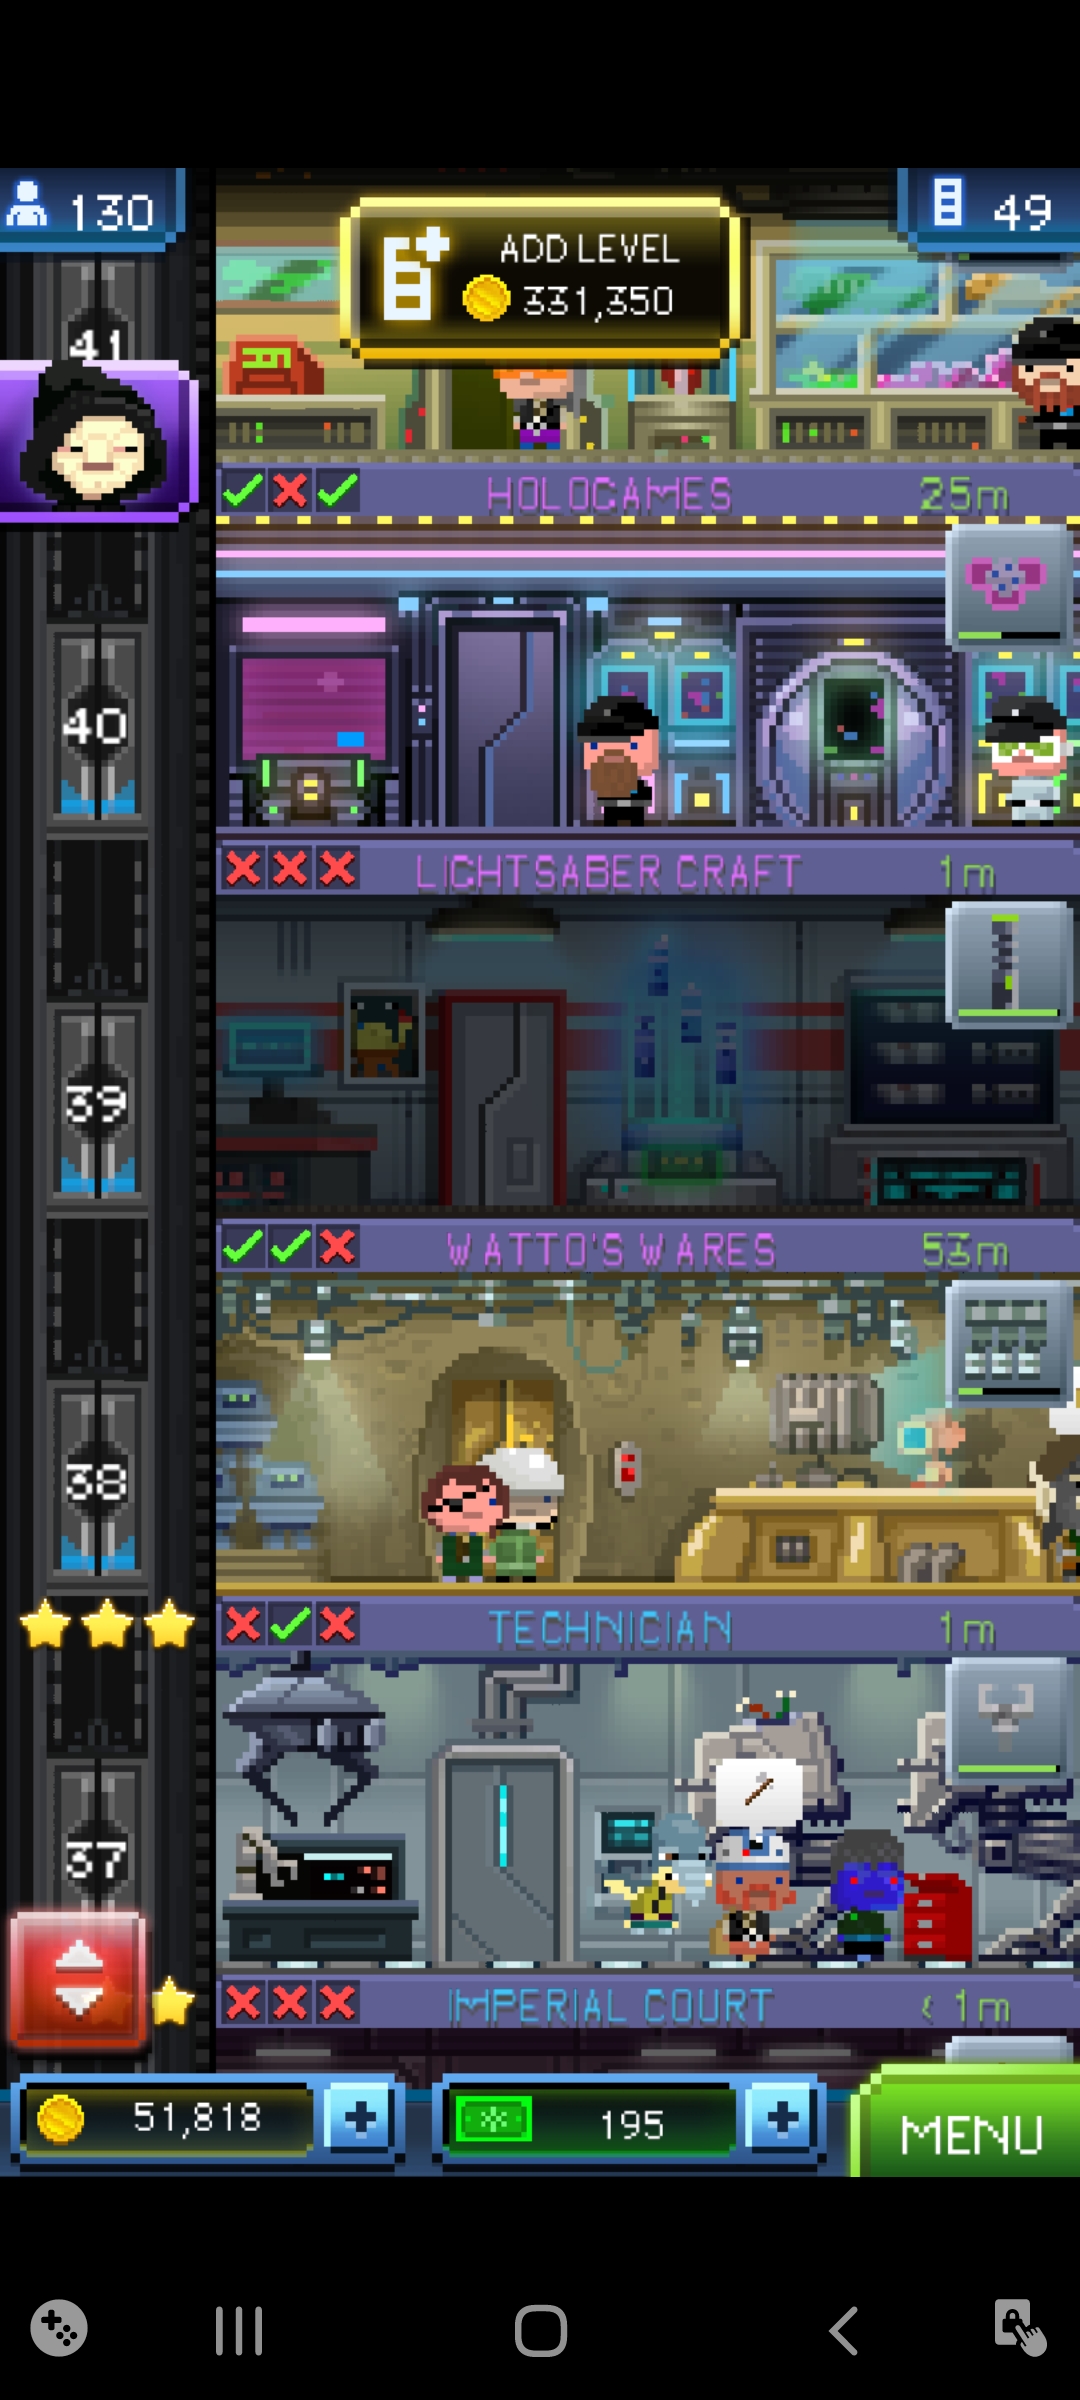 130
49
ADD LEVEL
331,350
41
HOLOGAMES 25m
40
LIGHTSABER CRAFT 1m
39
WATTO'S WARES 53m
38
TECHNICIAN 1m
37
IMPERIAL COURT < 1m
51,818
195
MENU